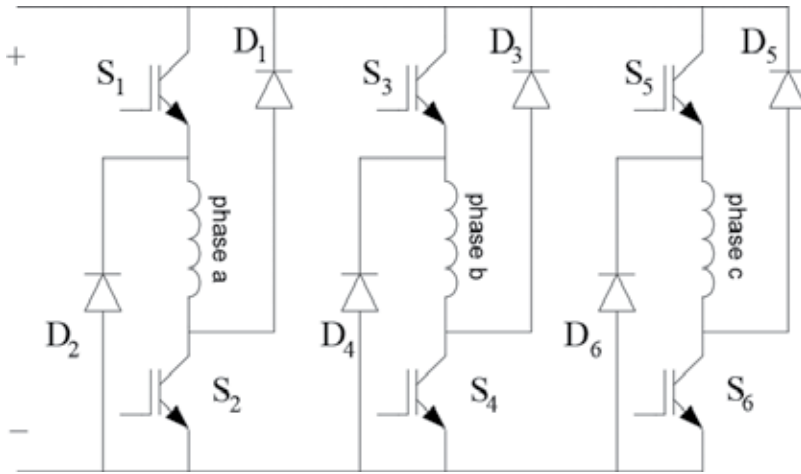 +
S1
D1
S3
D3
S5
D5
phase a
phase b
phase c
D2
D4
D6
S2
S4
S6
−